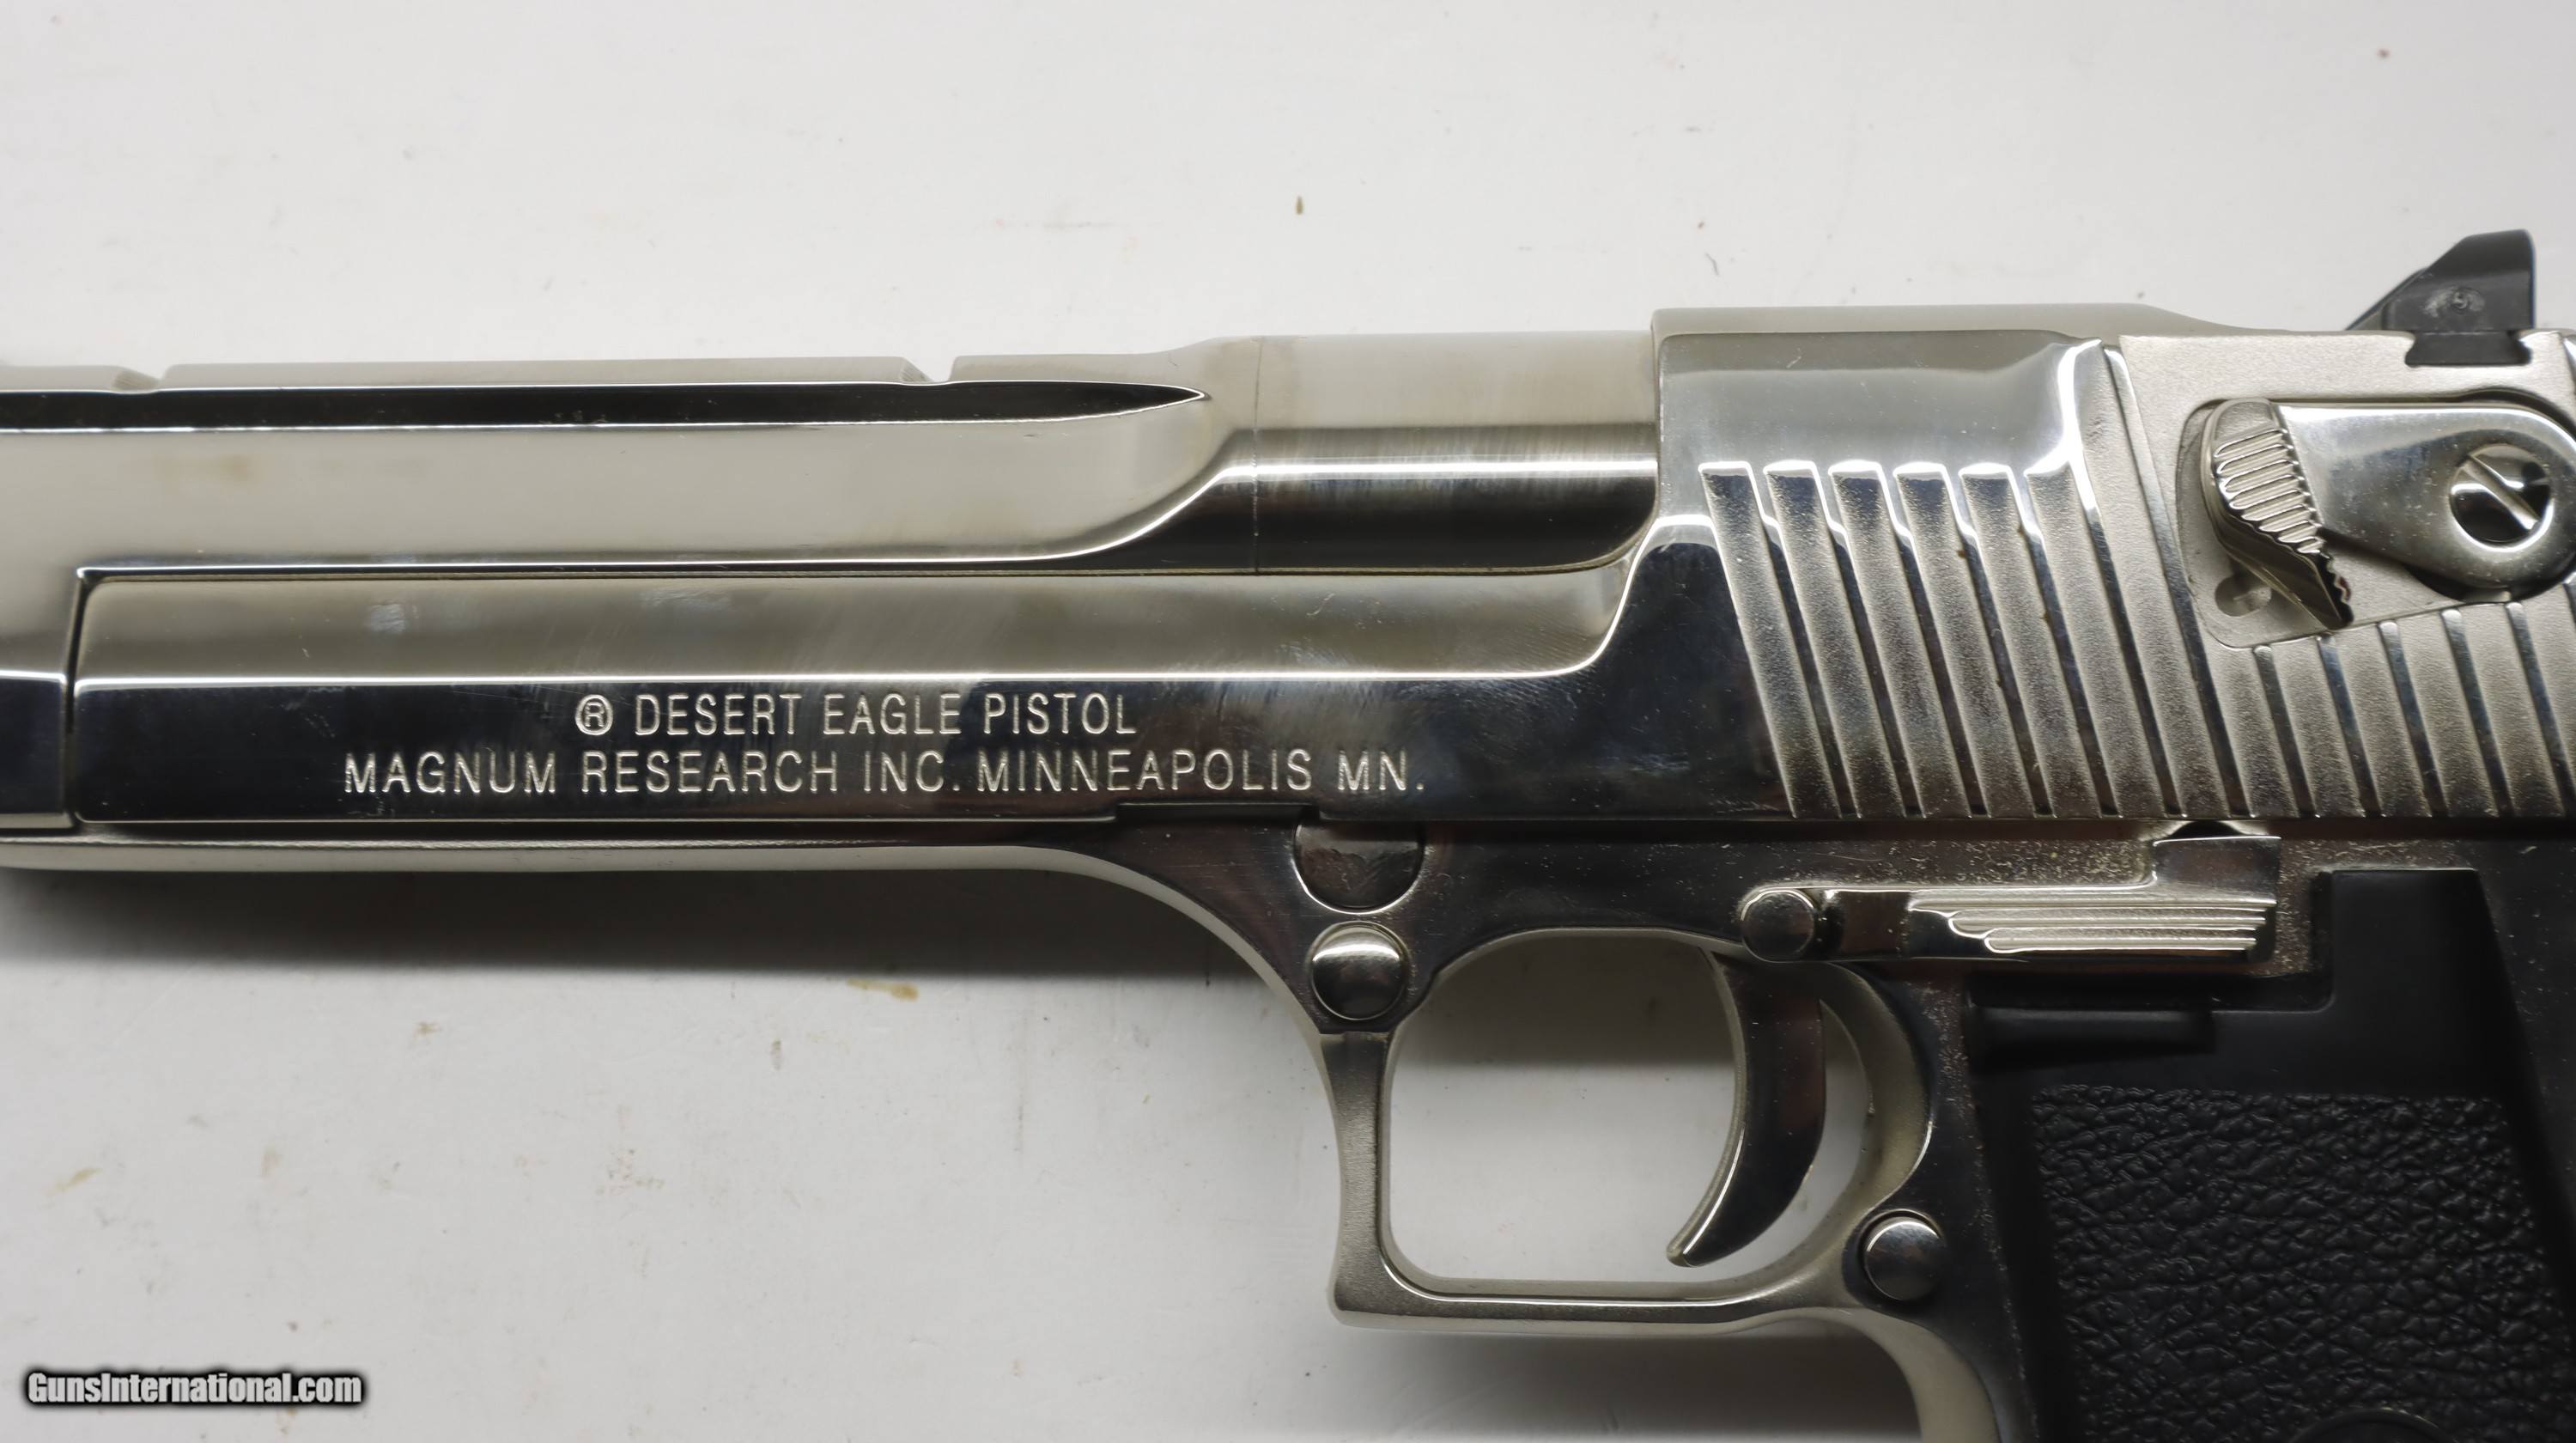 ® DESERT EAGLE PISTOL
MAGNUM RESEARCH INC. MINNEAPOLIS MN.
GunsInternational.com